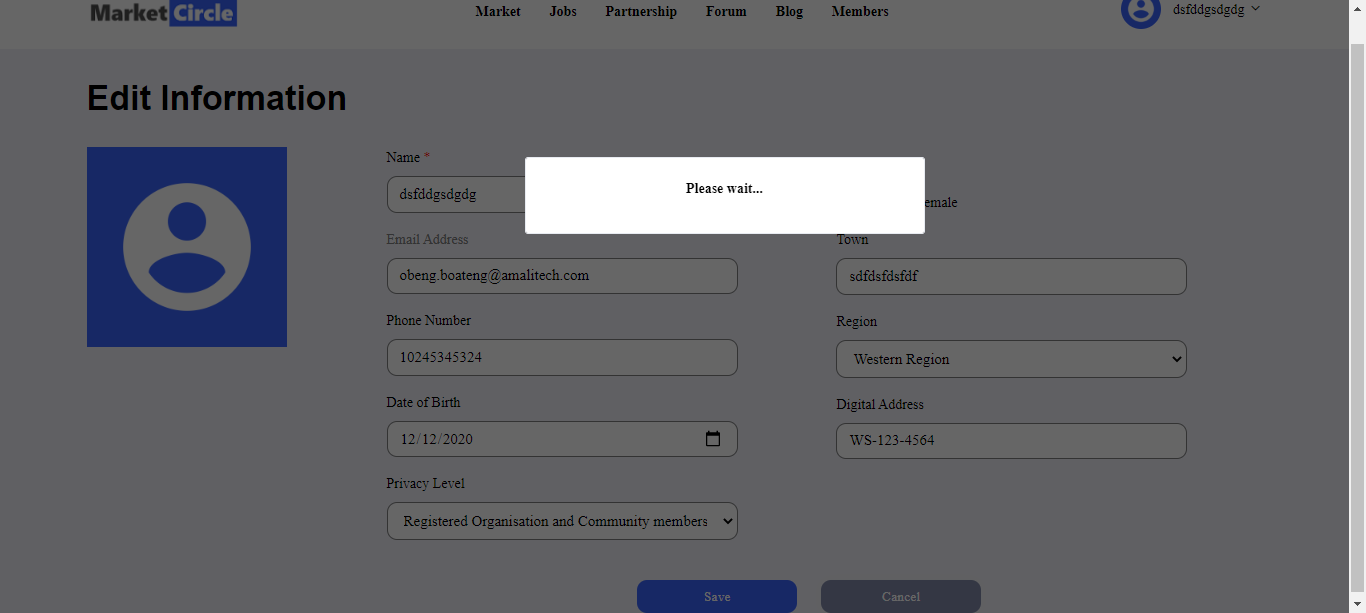 Market Circle
Market Jobs Partnership Forum Blog Members
dsfddgsdgdg
Edit Information
Name *
dsfddgsdgdg
Please wait...
emale
Email Address
obeng.boateng@amalitech.com
Town
sdfdsfdsfdf
Phone Number
10245345324
Region
Western Region
Date of Birth
12/12/2020
Digital Address
WS-123-4564
Privacy Level
Registered Organisation and Community members
Save Cancel